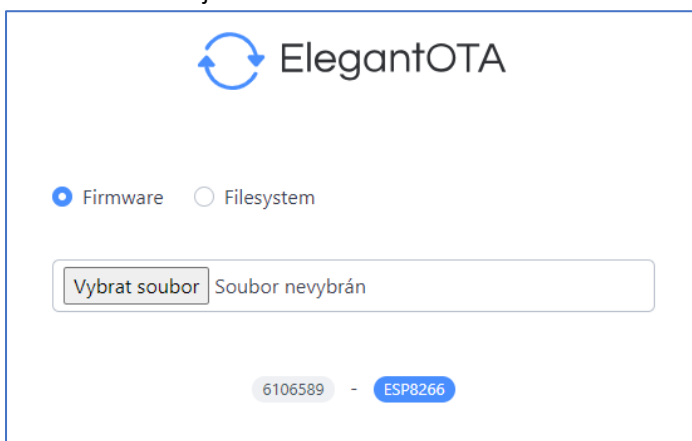 ElegantOTA
Firmware Filesystem
Vybrat soubor Soubor nevybrán
6106589 - ESP8266